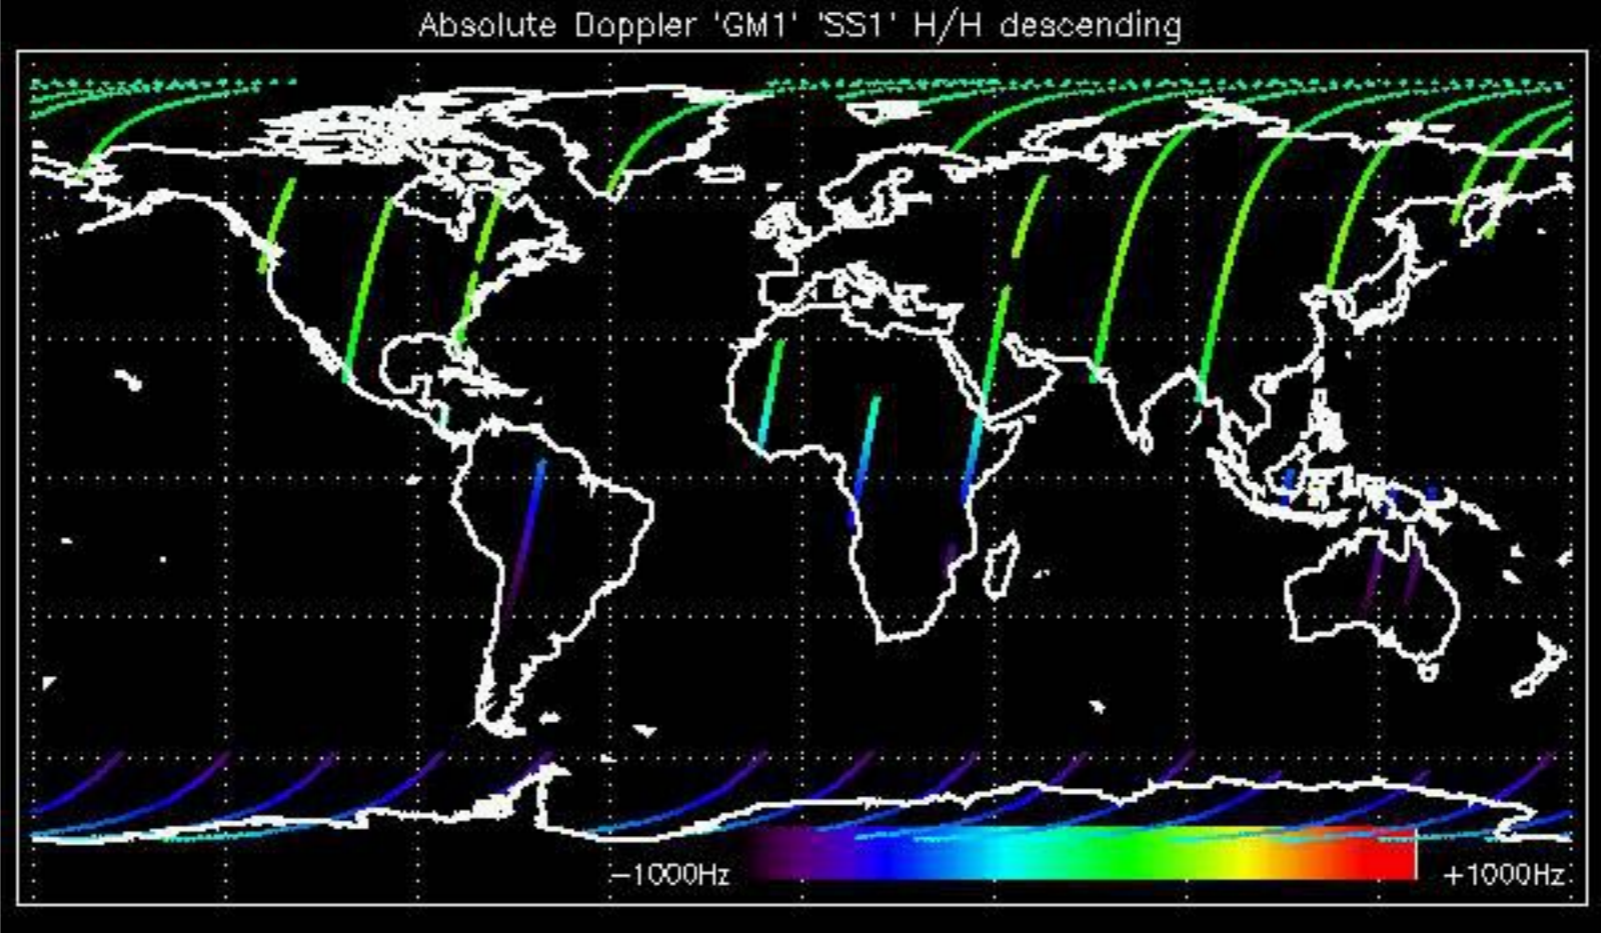 Absolute Doppler 'GM1' 'SS1' H/H descending
−1000Hz
+1000Hz